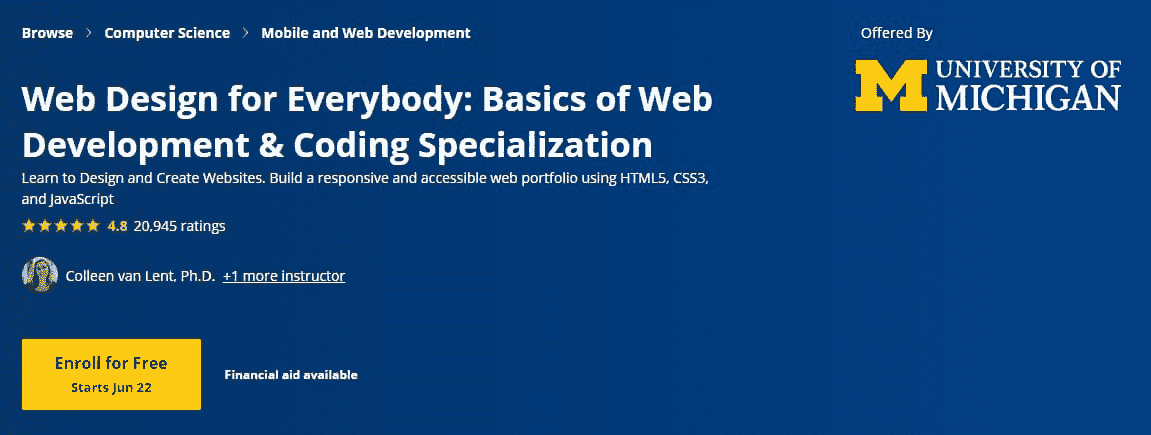 Browse > Computer Science > Mobile and Web Development
Offered By
UNIVERSITY OF
MICHIGAN
Web Design for Everybody: Basics of Web
Development & Coding Specialization
Learn to Design and Create Websites. Build a responsive and accessible web portfolio using HTML5, CSS3,
and JavaScript
4.8 20,945 ratings
Colleen van Lent, Ph.D. +1 more instructor
Enroll for Free
Starts Jun 22
Financial aid available